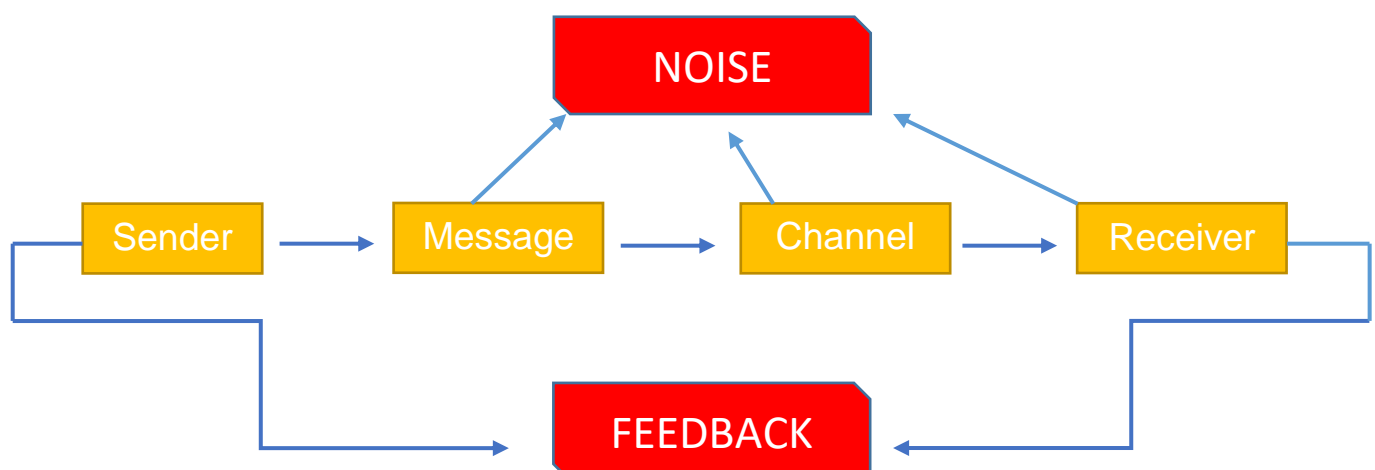 NOISE
Sender
Message
Channel
Receiver
FEEDBACK